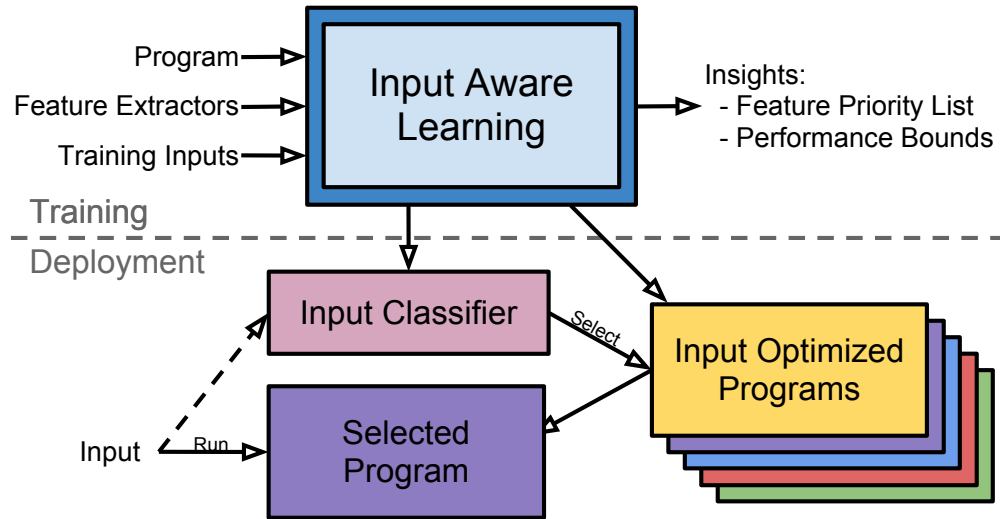 Program
Feature Extractors
Training Inputs
Input Aware
Learning
Insights:
- Feature Priority List
- Performance Bounds
Training
Deployment
Input Classifier
Select
Input Optimized
Programs
Input
Run
Selected
Program